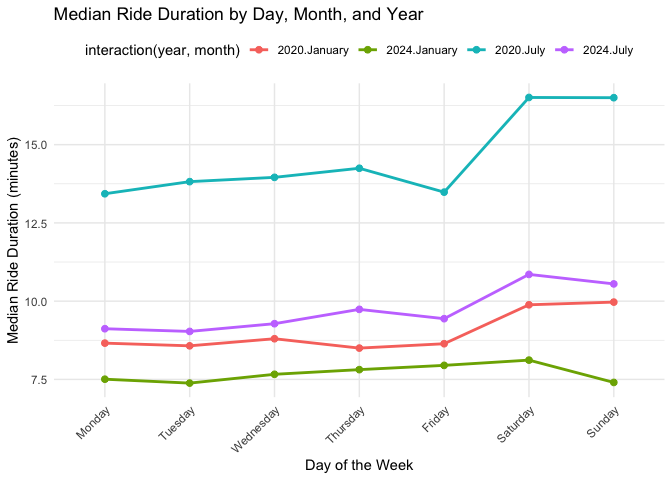 Median Ride Duration by Day, Month, and Year
interaction(year, month) 2020.January 2024.January 2020.July 2024.July
Median Ride Duration (minutes)
15.0
12.5
10.0
7.5
Monday Tuesday Wednesday Thursday Friday Saturday Sunday
Day of the Week